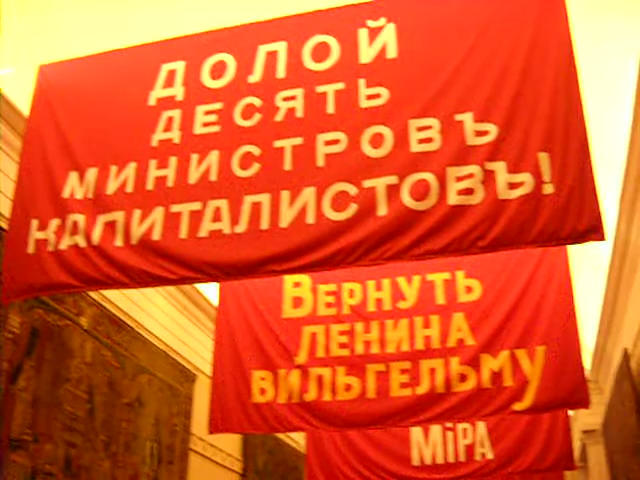 ДОЛОЙ
ДЕСЯТЬ
МИНИСТРОВЪ
КАПИТАЛИСТОВЪ!
ВЕРНУТЬ
ЛЕНИНА
ВИЛЬГЕЛЬМУ
МiРА